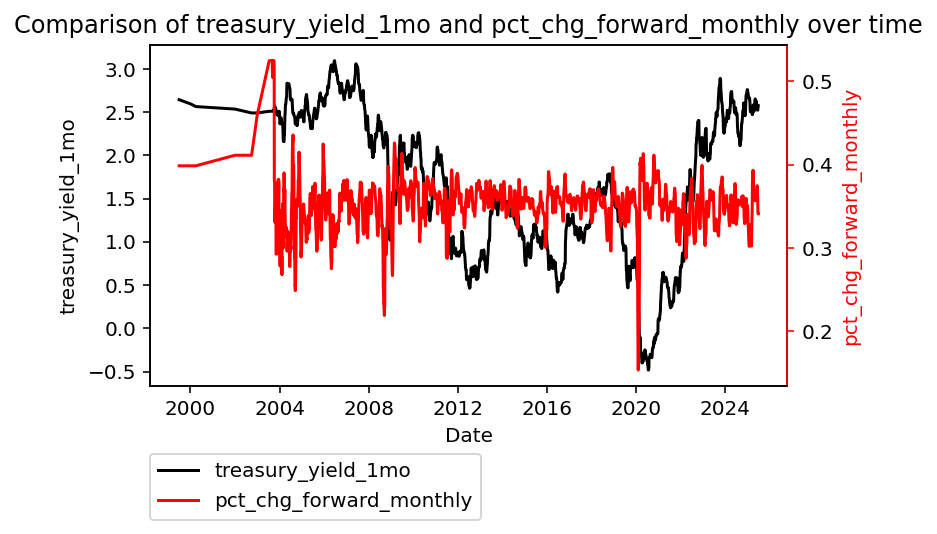 Comparison of treasury_yield_1mo and pct_chg_forward_monthly over time
treasury_yield_1mo
3.0
2.5
2.0
1.5
1.0
0.5
0.0
−0.5
0.5
0.4
0.3
0.2
pct_chg_forward_monthly
2000 2004 2008 2012 2016 2020 2024
Date
treasury_yield_1mo
pct_chg_forward_monthly